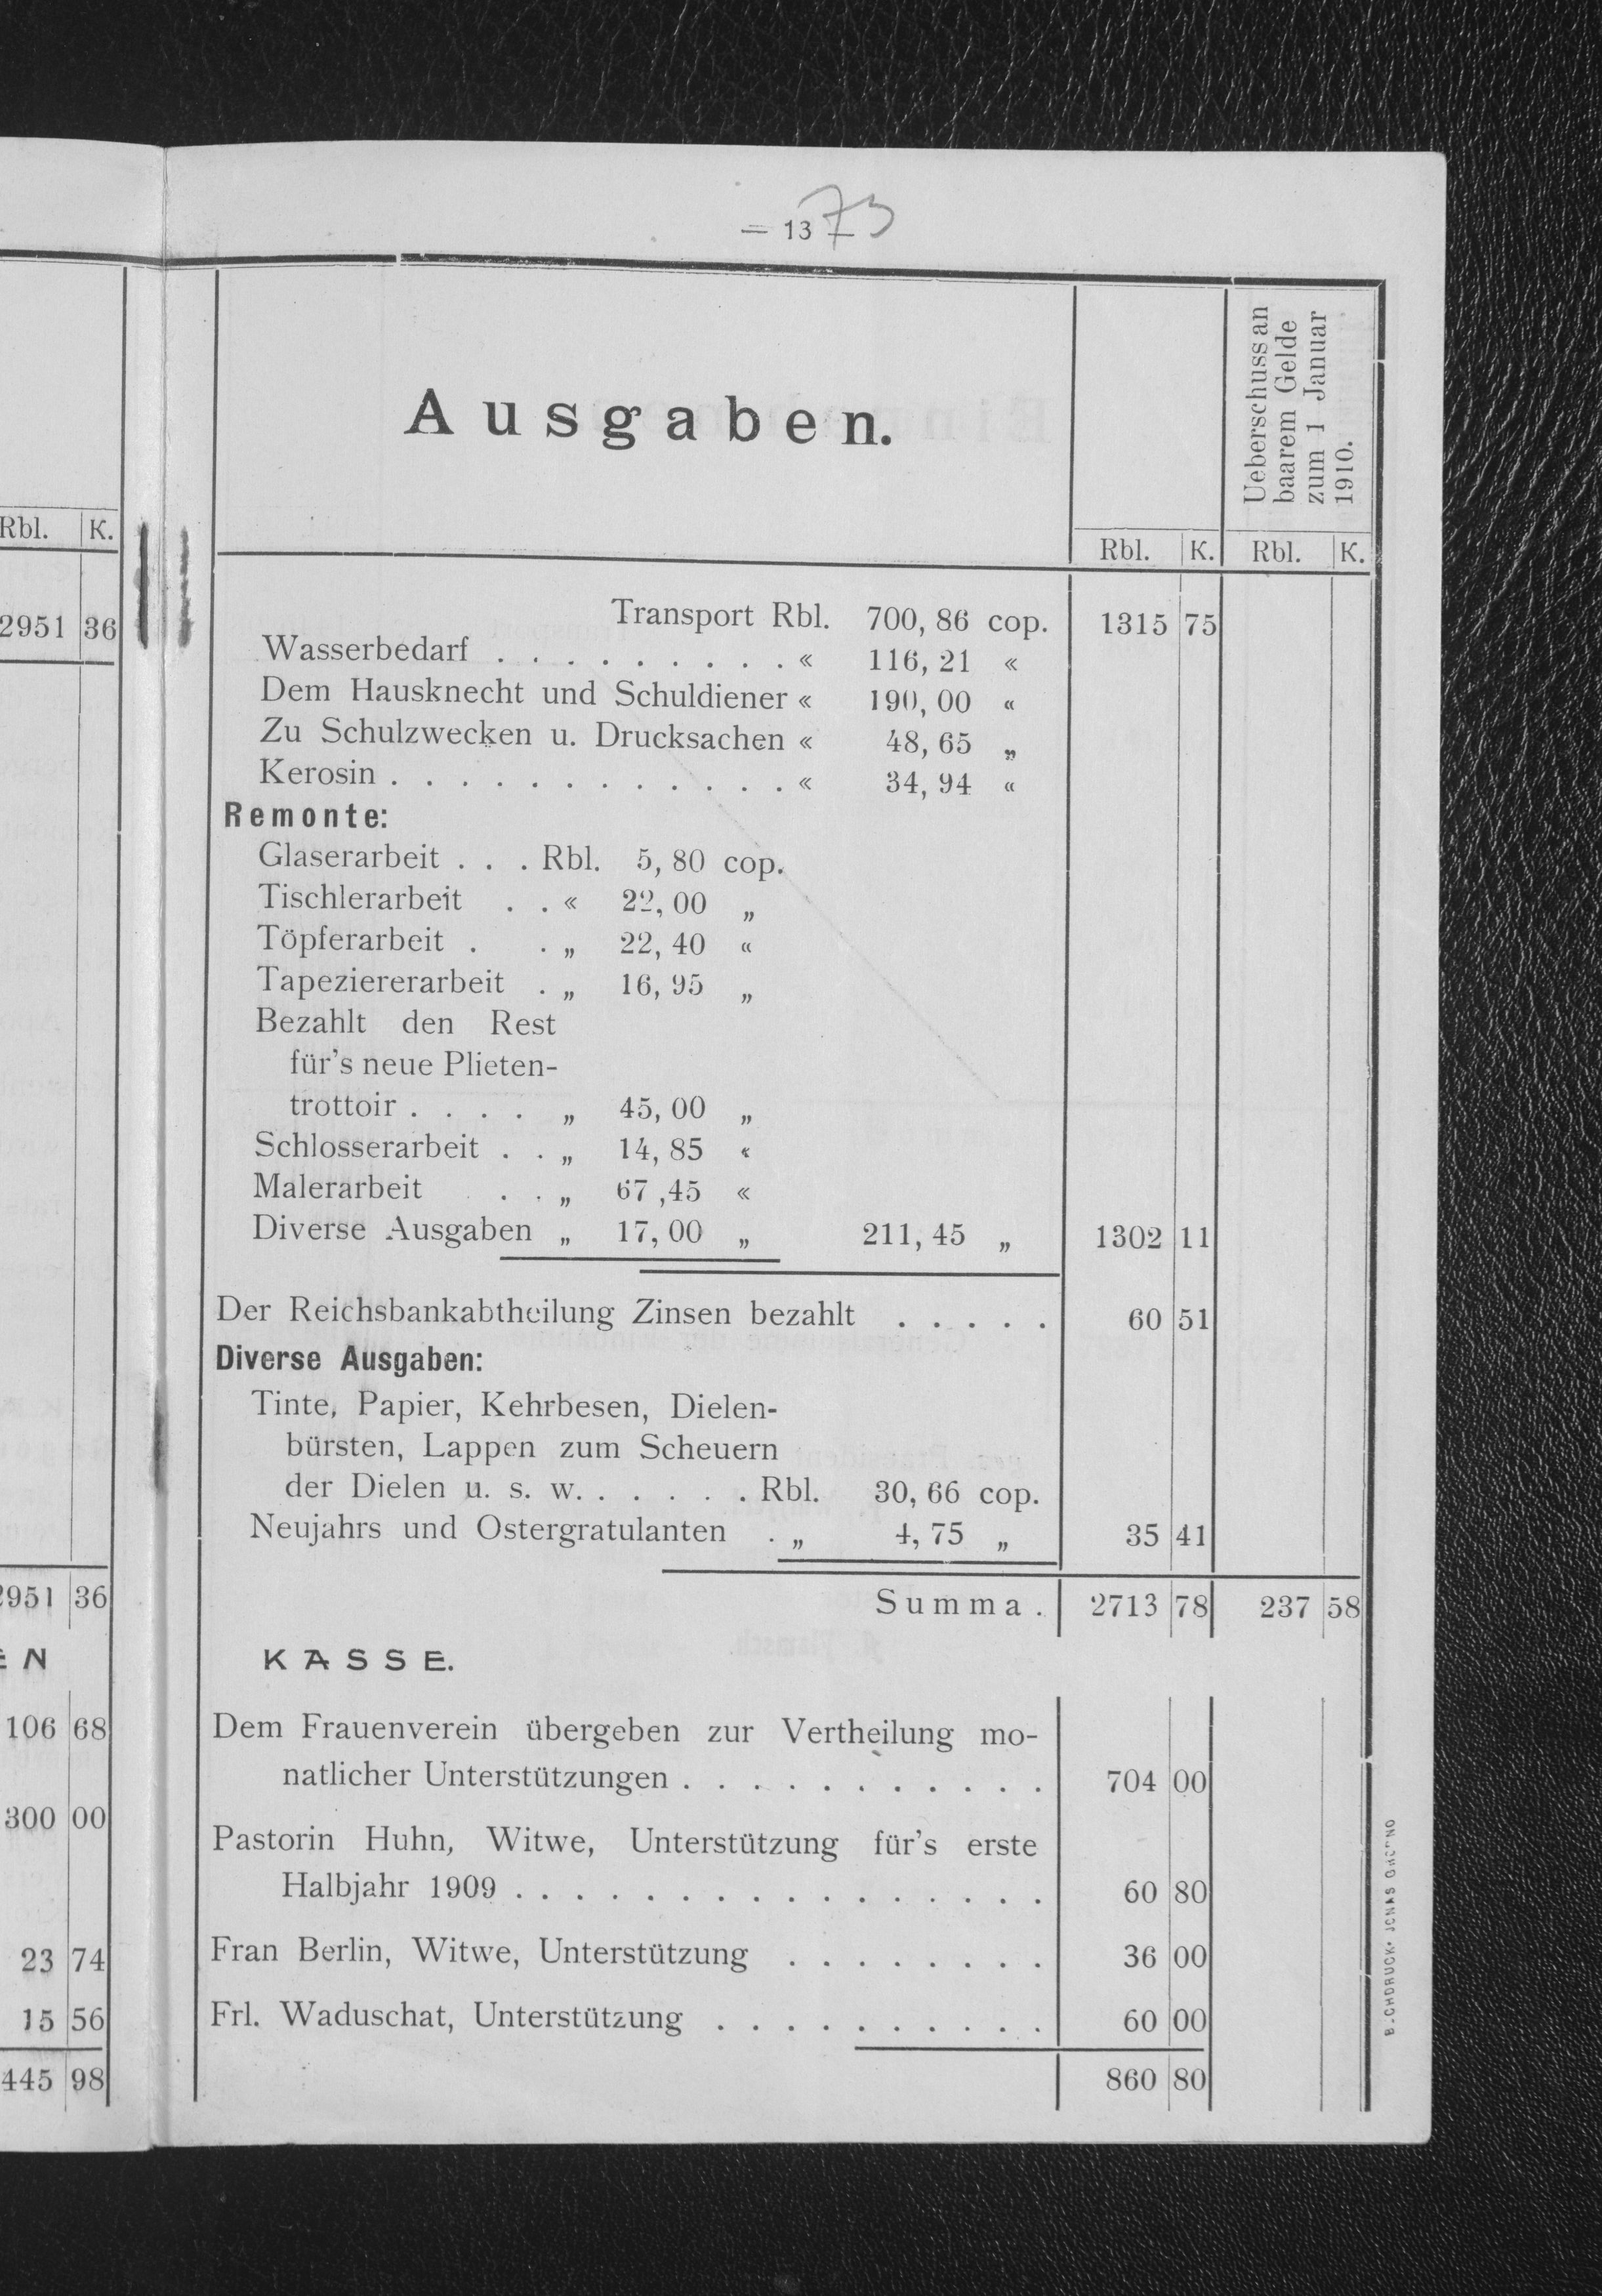 — 13 —
73
Ausgaben.
Rbl. K.
Ueberschuss an
baarem Gelde
zum 1 Januar
1910.
Rbl. K. Rbl. K.
2951 36
Transport Rbl. 700,86 cop. 1315 75
Wasserbedarf . . . . . . . . . « 116,21 «
Dem Hausknecht und Schuldiener « 190,00 «
Zu Schulzwecken u. Drucksachen « 48,65 „
Kerosin . . . . . . . . . . . . « 34,94 «
Remonte:
Glaserarbeit . . . Rbl. 5,80 cop.
Tischlerarbeit . . « 22,00 „
Töpferarbeit . . „ 22,40 «
Tapeziererarbeit . „ 16,95 „
Bezahlt den Rest
für's neue Plieten-
trottoir . . . . „ 45,00 „
Schlosserarbeit . . „ 14,85 «
Malerarbeit . . „ 67,45 «
Diverse Ausgaben „ 17,00 „ 211,45 „ 1302 11
Der Reichsbankabtheilung Zinsen bezahlt . . . . . 60 51
Diverse Ausgaben:
Tinte, Papier, Kehrbesen, Dielen-
bürsten, Lappen zum Scheuern
der Dielen u. s. w. . . . . . Rbl. 30,66 cop.
Neujahrs und Ostergratulanten . „ 4,75 „ 35 41
2951 36
Summa . 2713 78 237 58
EN
KASSE.
106 68
Dem Frauenverein übergeben zur Vertheilung mo-
natlicher Unterstützungen . . . . . . . . . . . 704 00
300 00
Pastorin Huhn, Witwe, Unterstützung für's erste
Halbjahr 1909 . . . . . . . . . . . . . . . . 60 80
23 74
Fran Berlin, Witwe, Unterstützung . . . . . . . . 36 00
15 56
Frl. Waduschat, Unterstützung . . . . . . . . . . 60 00
445 98
860 80
JONAS